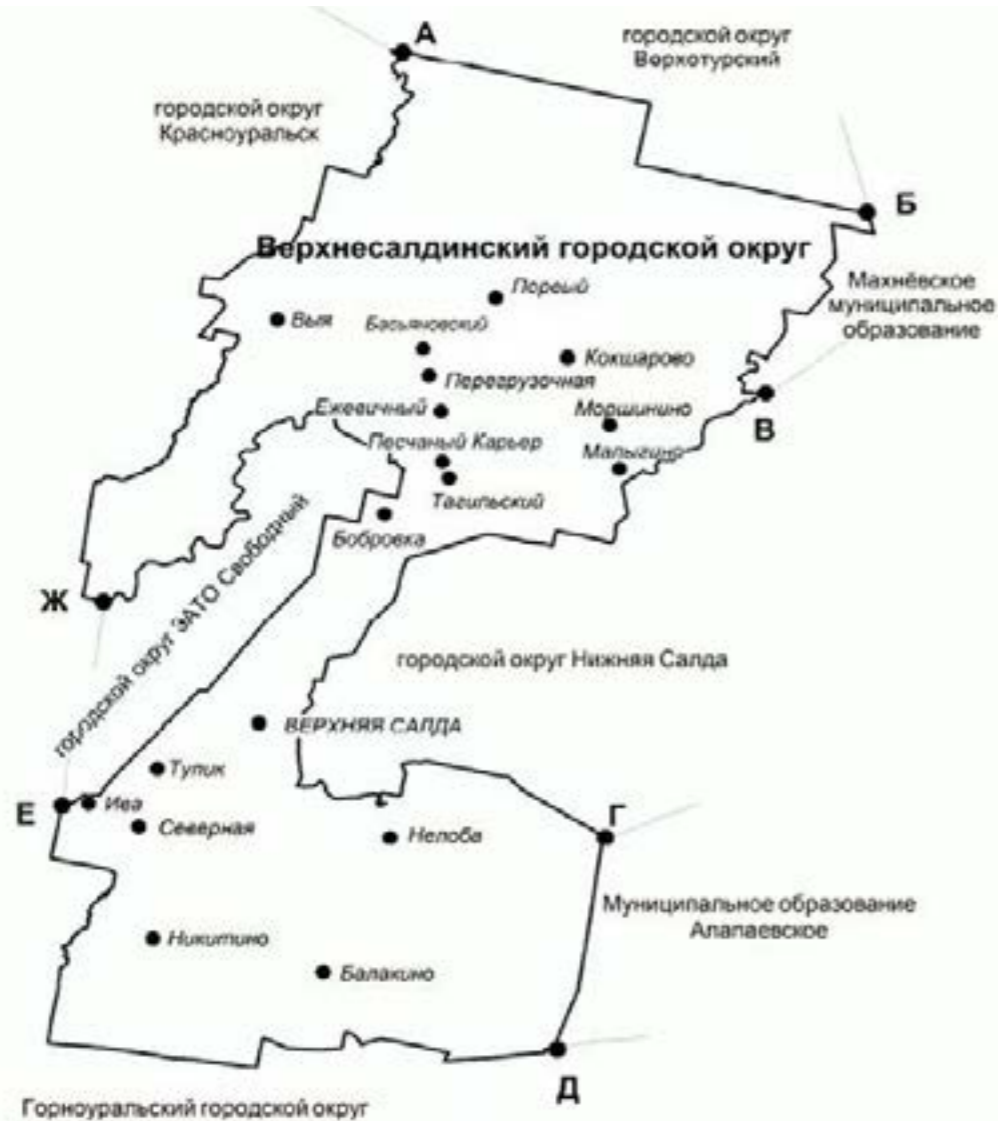 А
городской округ
Верхотурский
городской округ
Красноуральск
Б
Верхнесалдинский городской округ
Махнёвское
муниципальное
образование
Первый
Выя
Басьяновский
Кокшарово
Перегрузочная
Ежевичный
Моршинино
В
Песчаный Карьер
Малыгино
Тагильский
Бобровка
Ж
городской округ ЗАТО Свободный
городской округ Нижняя Салда
ВЕРХНЯЯ САЛДА
Тупик
Е
Ива
Северная
Нелоба
Г
Муниципальное образование
Алапаевское
Никитино
Балакино
Д
Горноуральский городской округ